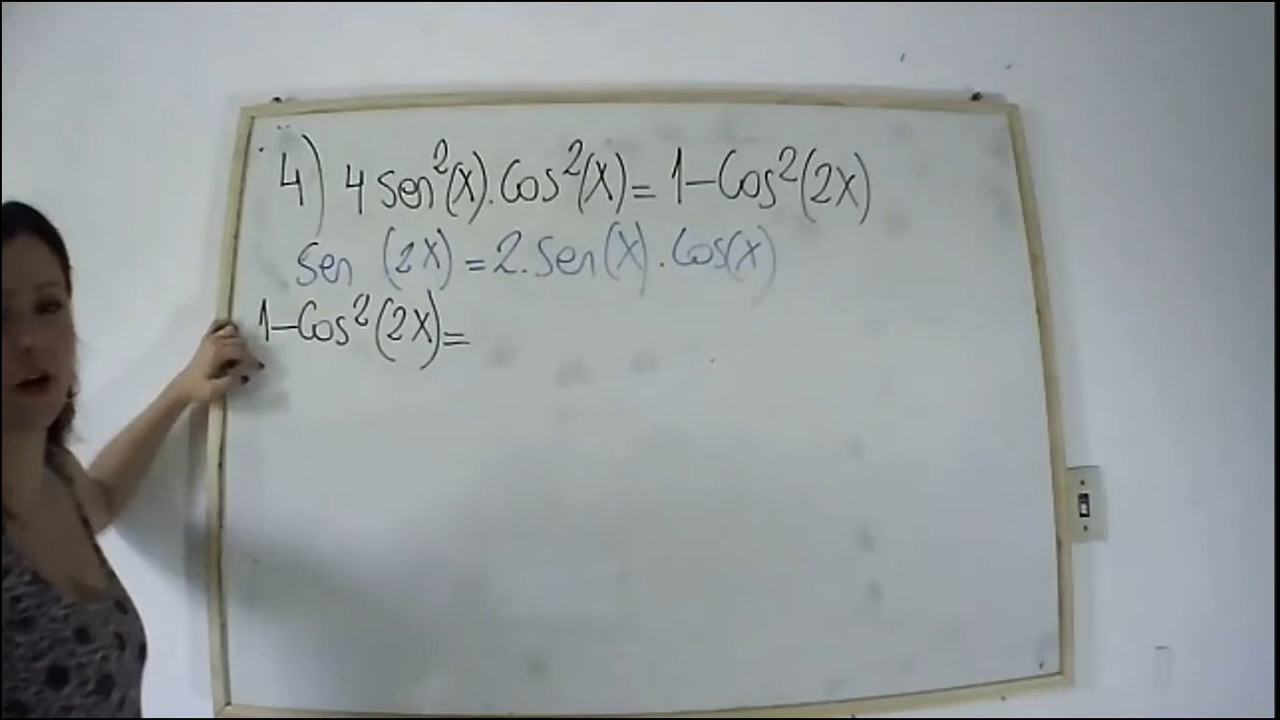 4) 4 sen²(x).Cos²(x)= 1-Cos²(2x)
sen (2x)=2.sen(x).cos(x)
1-Cos²(2x)=